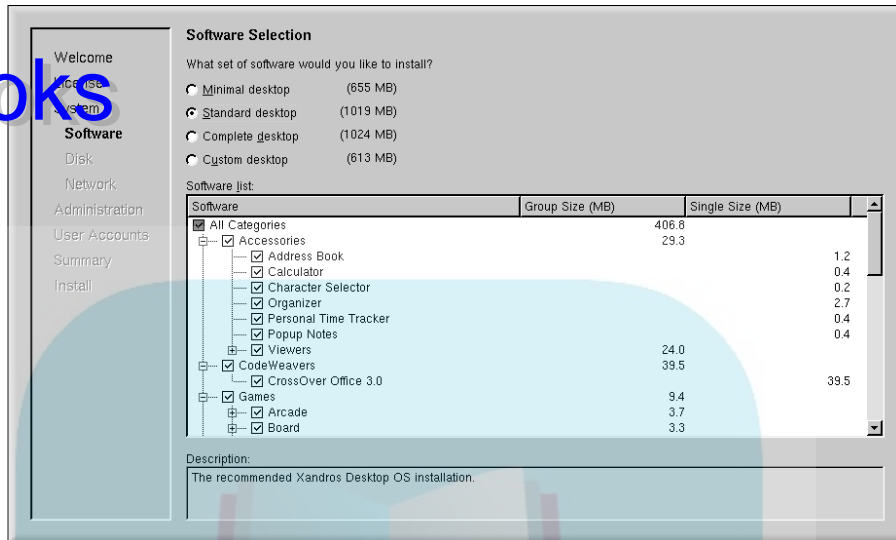 Software Selection
What set of software would you like to install?
Minimal desktop (655 MB)
Standard desktop (1019 MB)
Complete desktop (1024 MB)
Custom desktop (613 MB)
Welcome
License
System
Software
Disk
Network
Administration
User Accounts
Summary
Install
oks
Software list:
Software Group Size (MB) Single Size (MB)
All Categories 406.8
Accessories 29.3
Address Book 1.2
Calculator 0.4
Character Selector 0.2
Organizer 2.7
Personal Time Tracker 0.4
Popup Notes 0.4
Viewers 24.0
CodeWeavers 39.5
CrossOver Office 3.0 39.5
Games 9.4
Arcade 3.7
Board 3.3
Description:
The recommended Xandros Desktop OS installation.